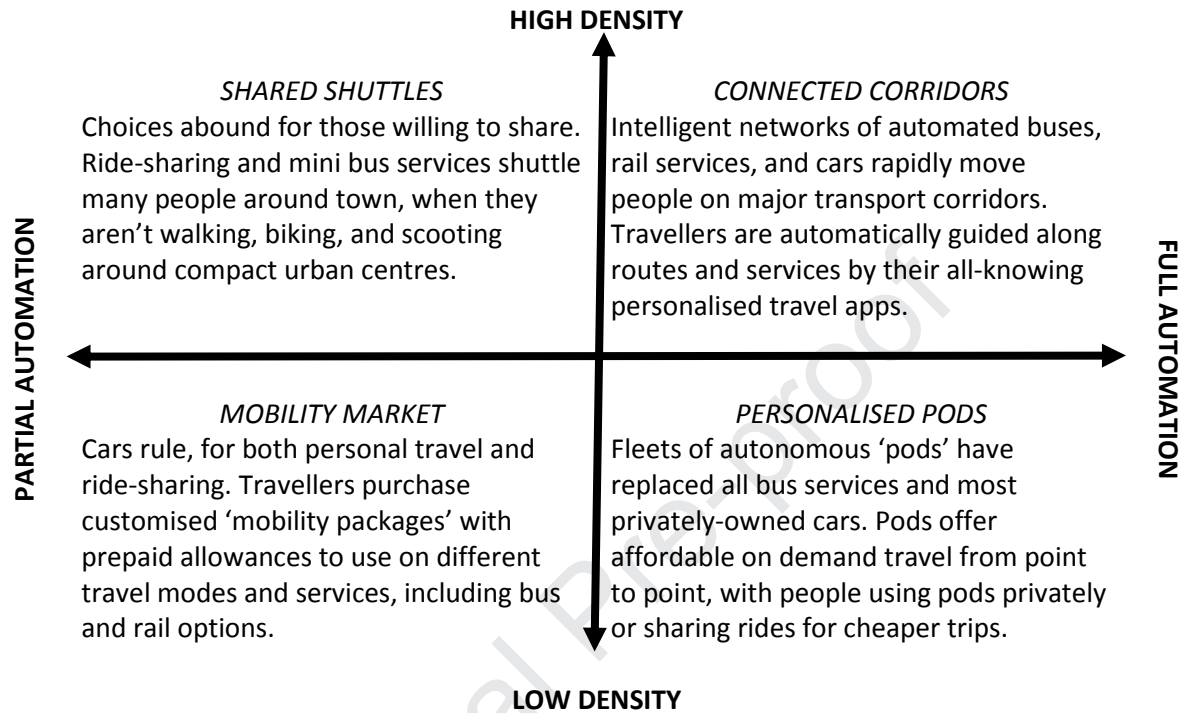 HIGH DENSITY
SHARED SHUTTLES
Choices abound for those willing to share.
Ride-sharing and mini bus services shuttle
many people around town, when they
aren’t walking, biking, and scooting
around compact urban centres.
CONNECTED CORRIDORS
Intelligent networks of automated buses,
rail services, and cars rapidly move
people on major transport corridors.
Travellers are automatically guided along
routes and services by their all-knowing
personalised travel apps.
PARTIAL AUTOMATION
FULL AUTOMATION
MOBILITY MARKET
Cars rule, for both personal travel and
ride-sharing. Travellers purchase
customised ‘mobility packages’ with
prepaid allowances to use on different
travel modes and services, including bus
and rail options.
PERSONALISED PODS
Fleets of autonomous ‘pods’ have
replaced all bus services and most
privately-owned cars. Pods offer
affordable on demand travel from point
to point, with people using pods privately
or sharing rides for cheaper trips.
LOW DENSITY
al Pre-proof